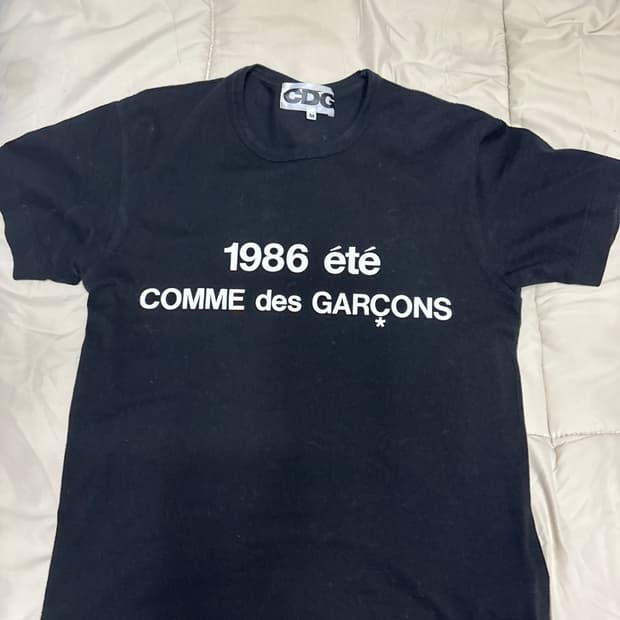 CDG
M
1986 été
COMME des GARÇONS
*